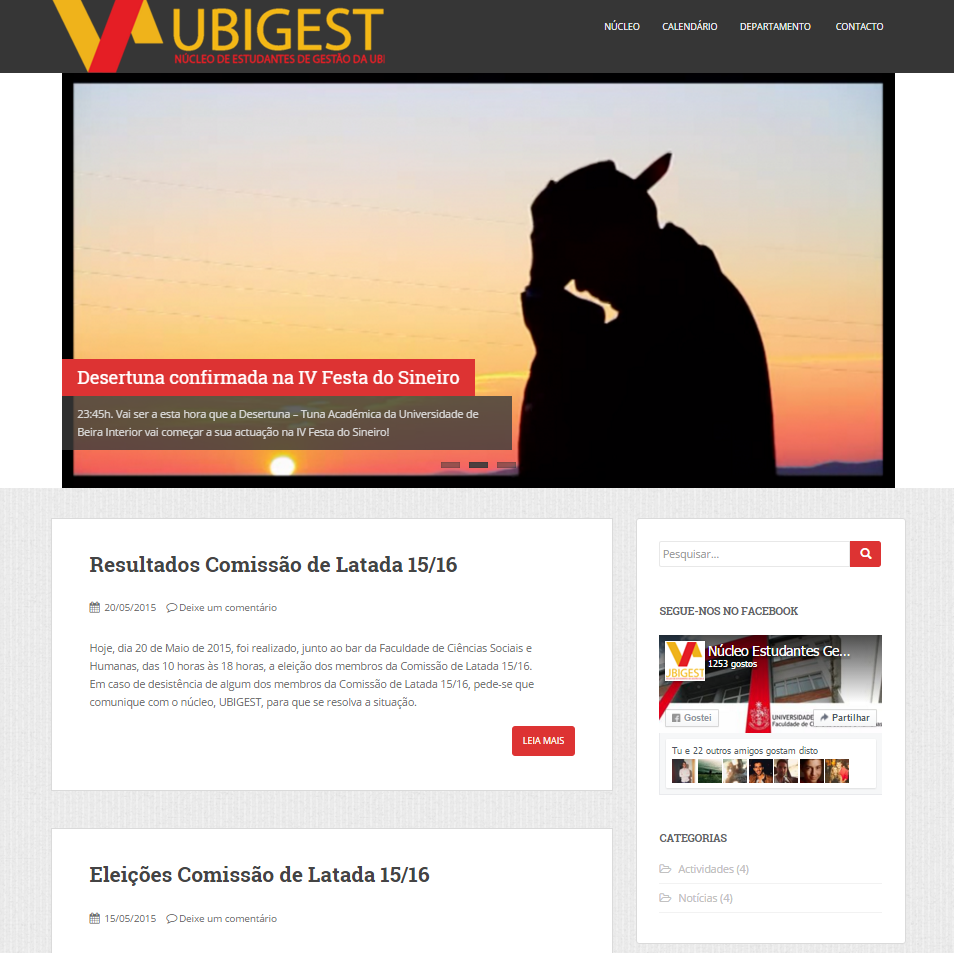 UBIGEST
NÚCLEO DE ESTUDANTES DE GESTÃO DA UBI
NÚCLEO CALENDÁRIO DEPARTAMENTO CONTACTO
Desertuna confirmada na IV Festa do Sineiro
23:45h. Vai ser a esta hora que a Desertuna – Tuna Académica da Universidade de
Beira Interior vai começar a sua actuação na IV Festa do Sineiro!
Resultados Comissão de Latada 15/16
20/05/2015 Deixe um comentário
Hoje, dia 20 de Maio de 2015, foi realizado, junto ao bar da Faculdade de Ciências Sociais e
Humanas, das 10 horas às 18 horas, a eleição dos membros da Comissão de Latada 15/16.
Em caso de desistência de algum dos membros da Comissão de Latada 15/16, pede-se que
comunique com o núcleo, UBIGEST, para que se resolva a situação.
LEIA MAIS
Eleições Comissão de Latada 15/16
15/05/2015 Deixe um comentário
Pesquisar...
SEGUE-NOS NO FACEBOOK
UBIGEST
Núcleo Estudantes Ge...
1253 gostos
Gostei
UNIVERSIDADE
Faculdade de C
Partilhar
Tu e 22 outros amigos gostam disto
CATEGORIAS
Actividades (4)
Notícias (4)